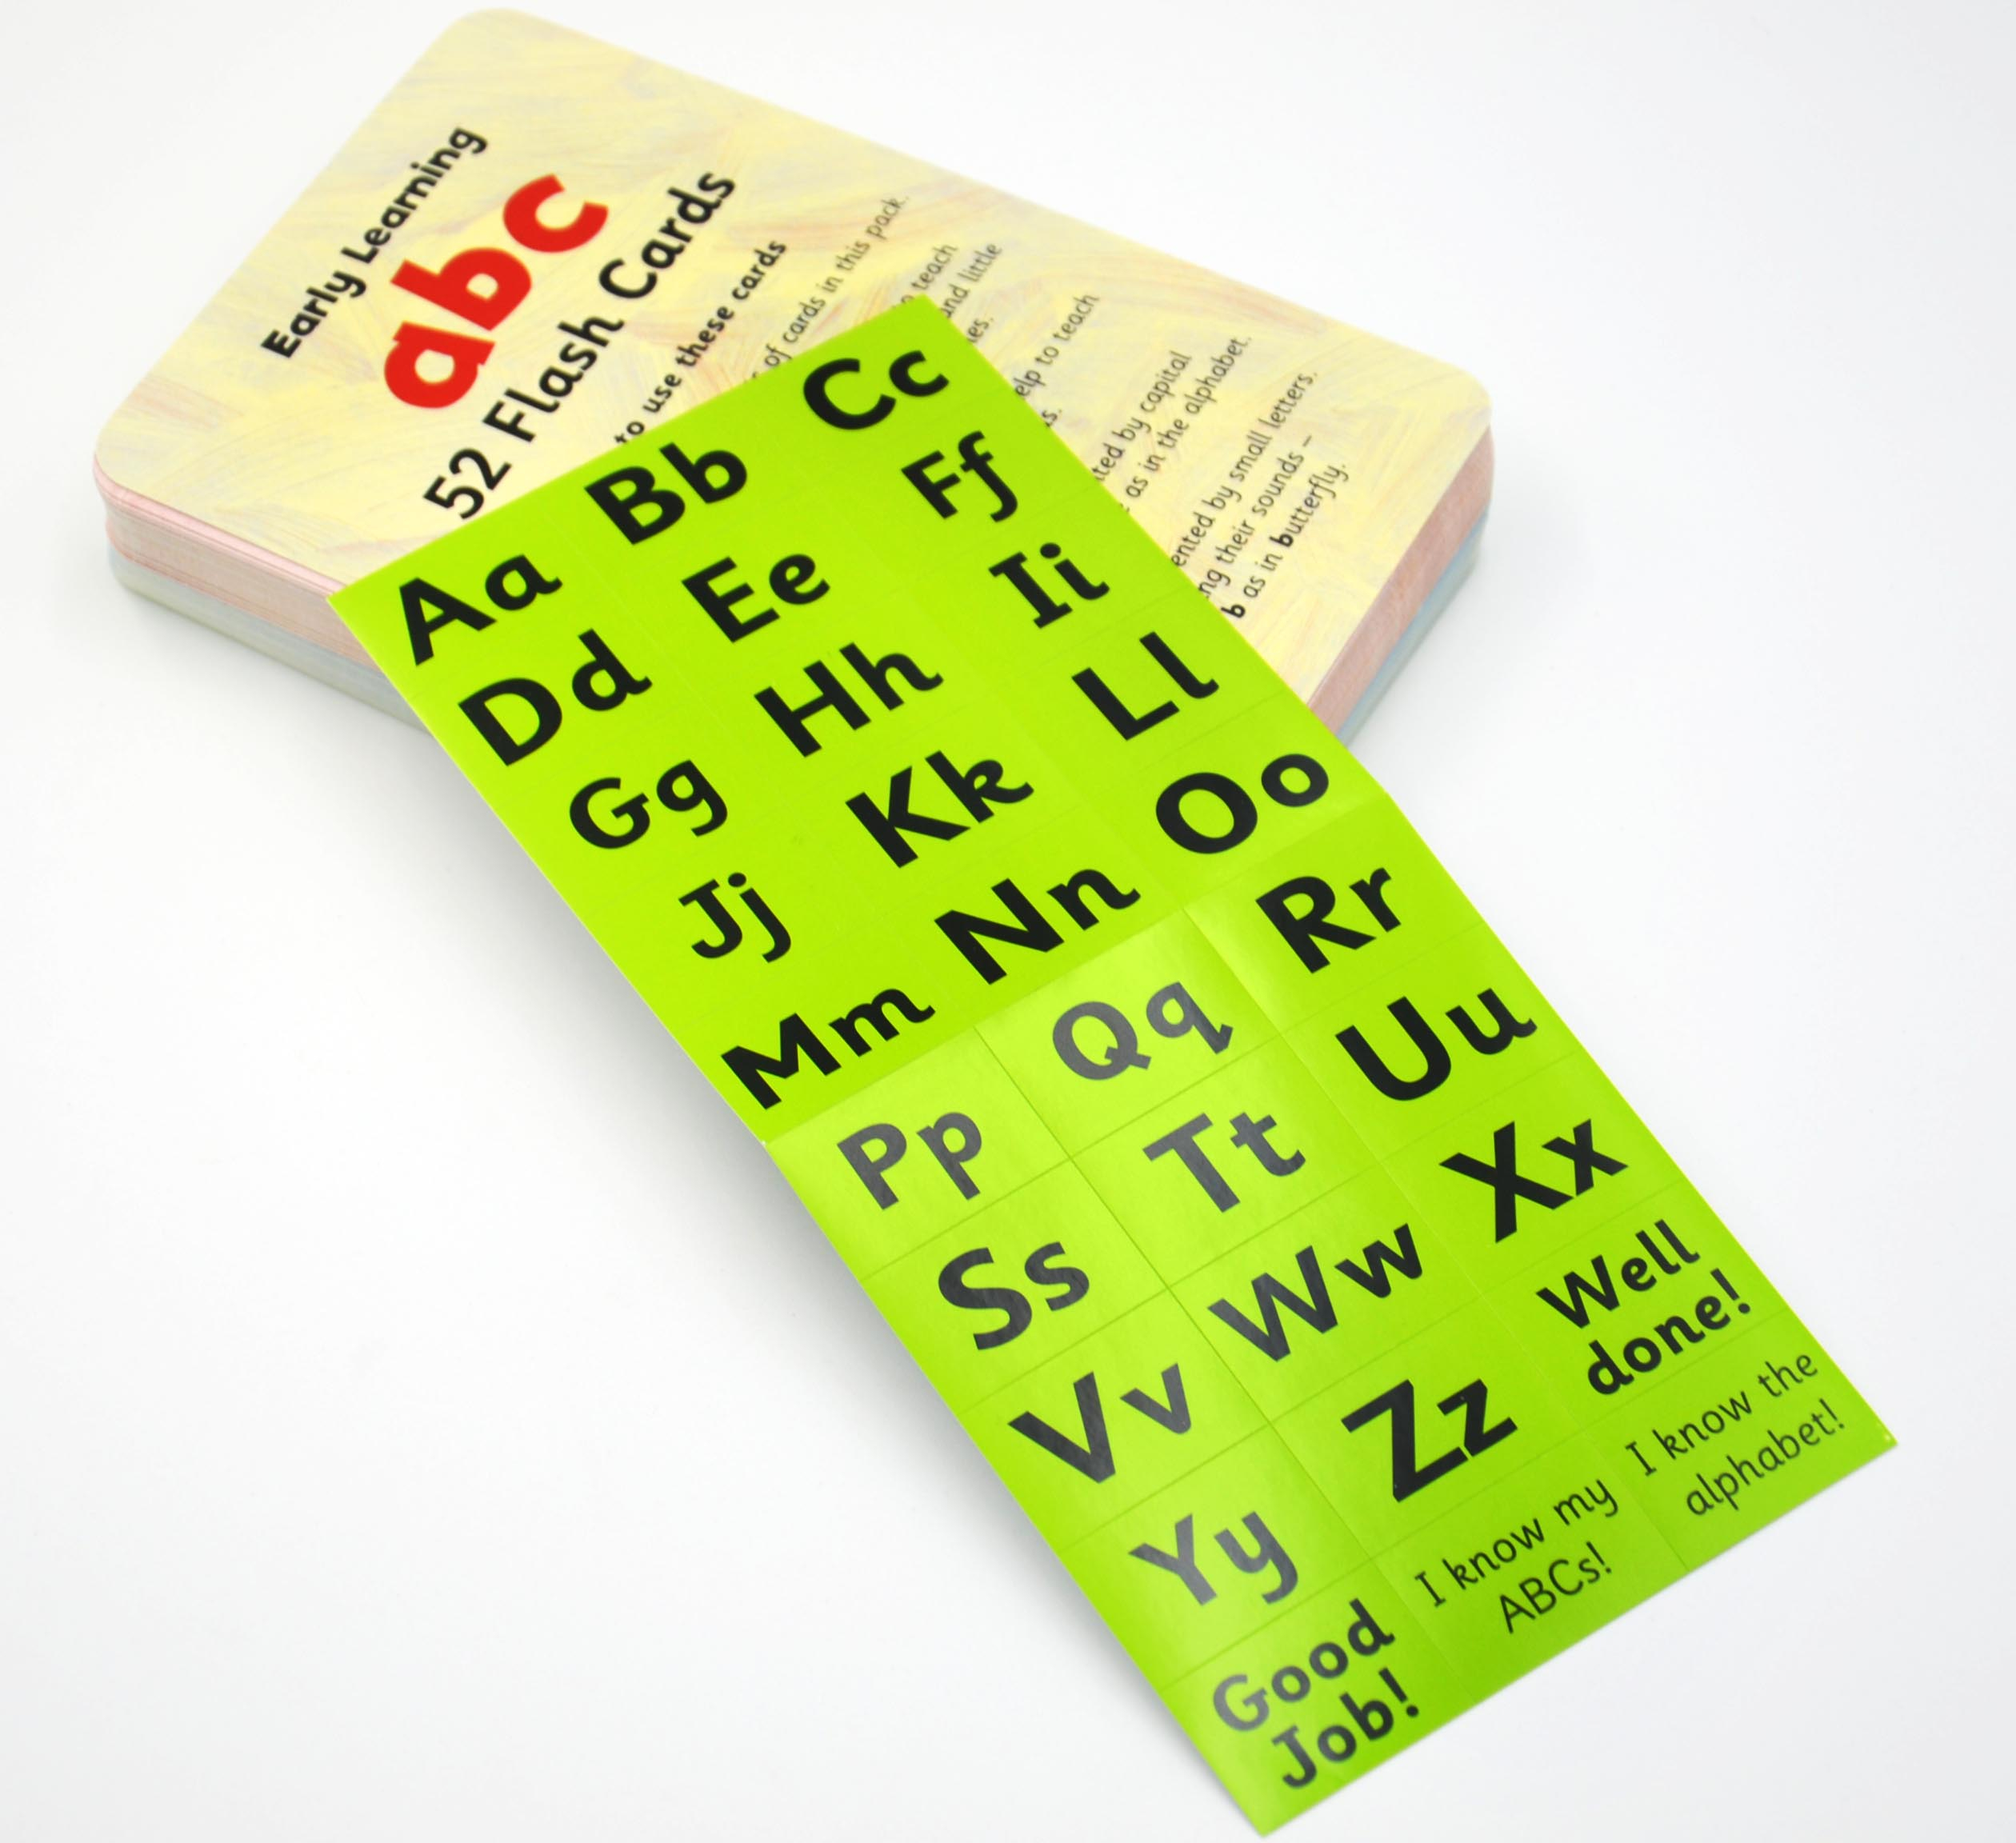 Early Learning
abc
52 Flash Cards
to use these cards
of cards in this pack.
teach
and little
help to teach
by capital
as in the alphabet.
by small letters.
their sounds –
b as in butterfly.
Aa Bb Cc
Dd Ee Ff
Gg Hh Ii
Jj Kk Ll
Mm Nn Oo
Pp Qq Rr
Ss Tt Uu
Vv Ww Xx
Yy Zz Well
done!
Good
Job!
I know my
ABCs!
I know the
alphabet!